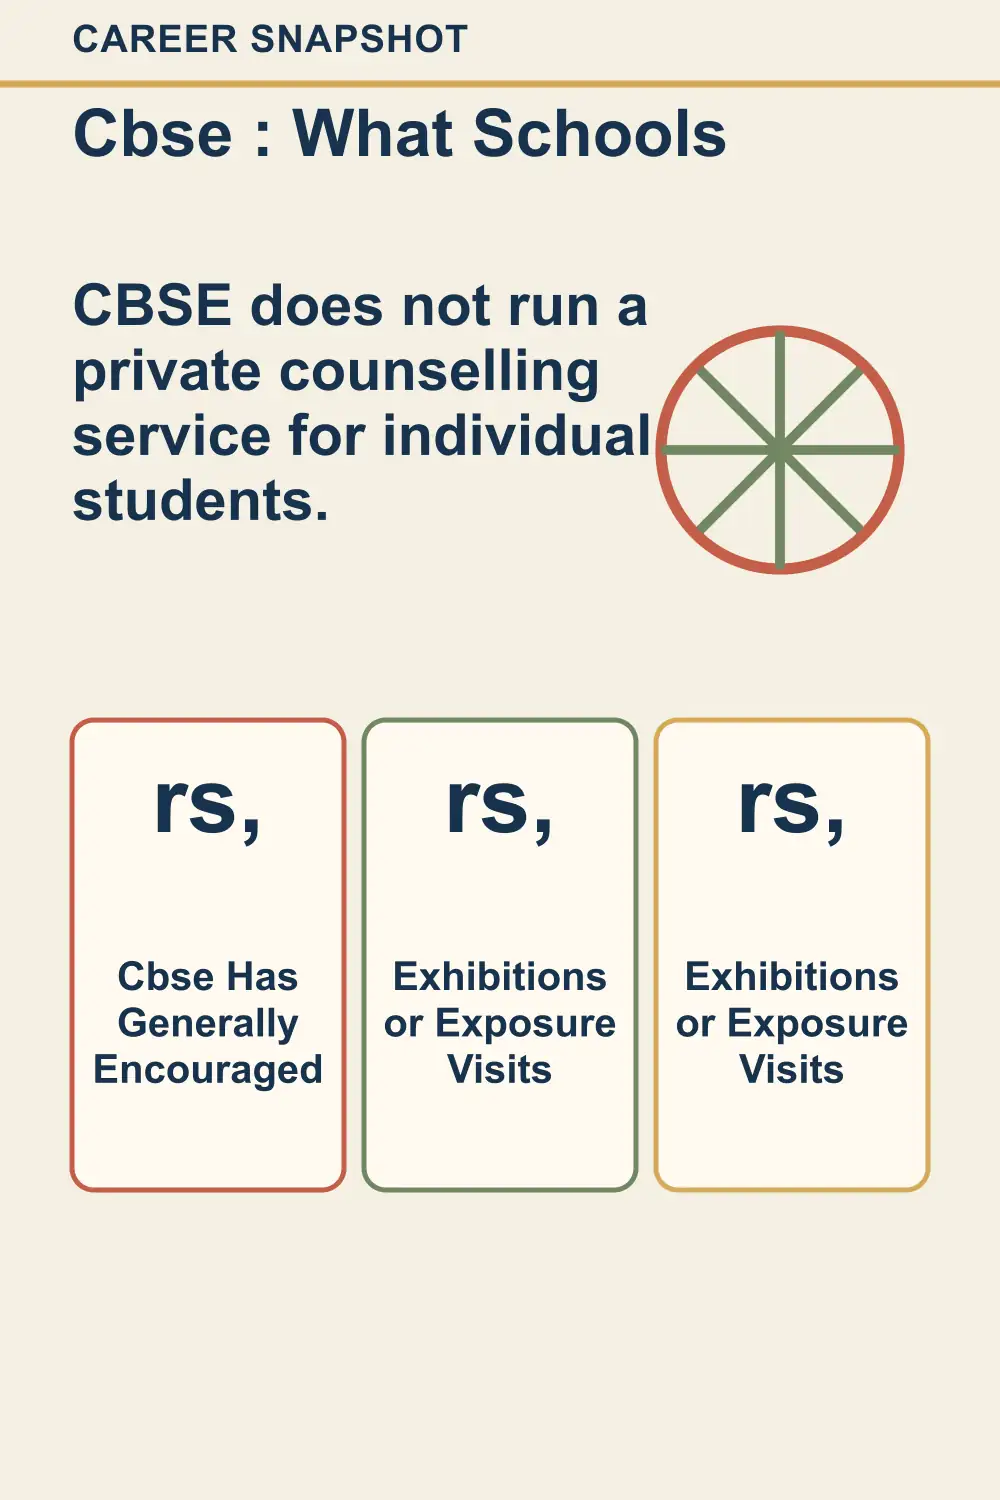 CAREER SNAPSHOT
Cbse : What Schools
CBSE does not run a
private counselling
service for individual
students.
rs,
Cbse Has
Generally
Encouraged
rs,
Exhibitions
or Exposure
Visits
rs,
Exhibitions
or Exposure
Visits